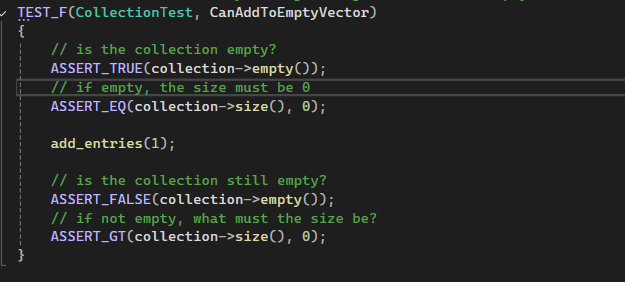 TEST_F(CollectionTest, CanAddToEmptyVector)
{
// is the collection empty?
ASSERT_TRUE(collection->empty());
// if empty, the size must be 0
ASSERT_EQ(collection->size(), 0);
add_entries(1);
// is the collection still empty?
ASSERT_FALSE(collection->empty());
// if not empty, what must the size be?
ASSERT_GT(collection->size(), 0);
}